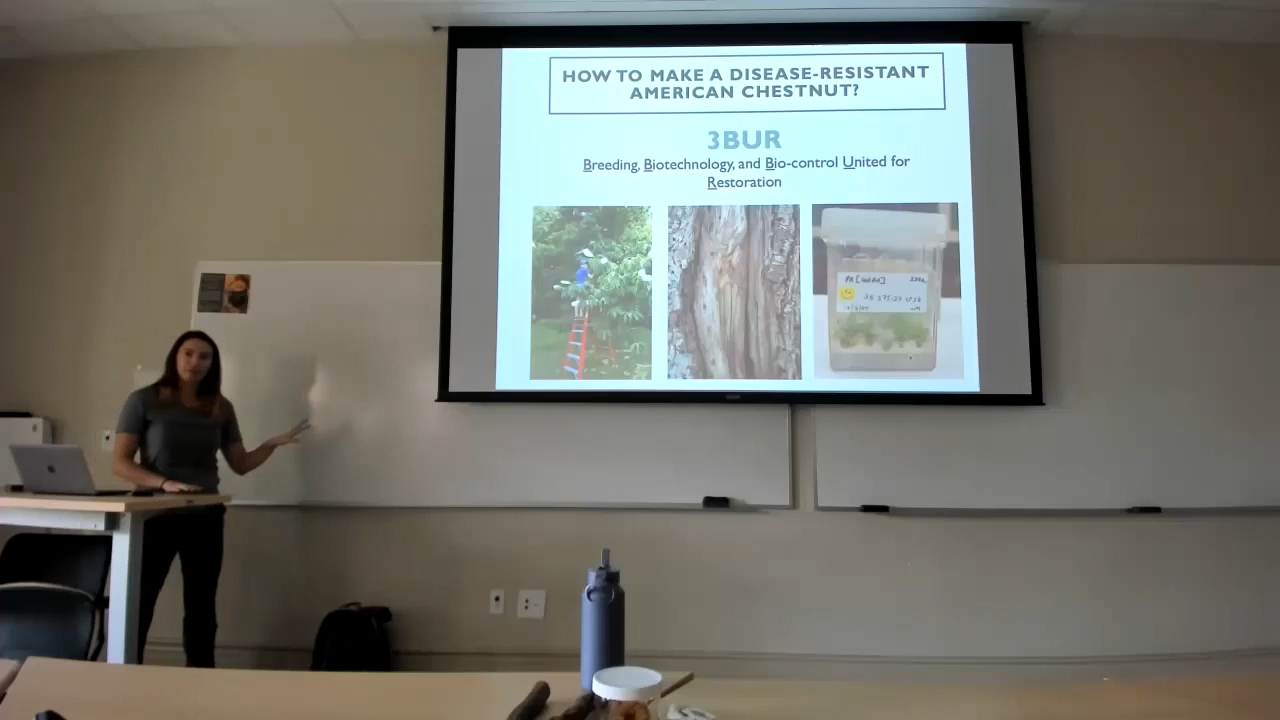 HOW TO MAKE A DISEASE-RESISTANT
AMERICAN CHESTNUT?
3BUR
Breeding, Biotechnology, and Bio-control United for
Restoration